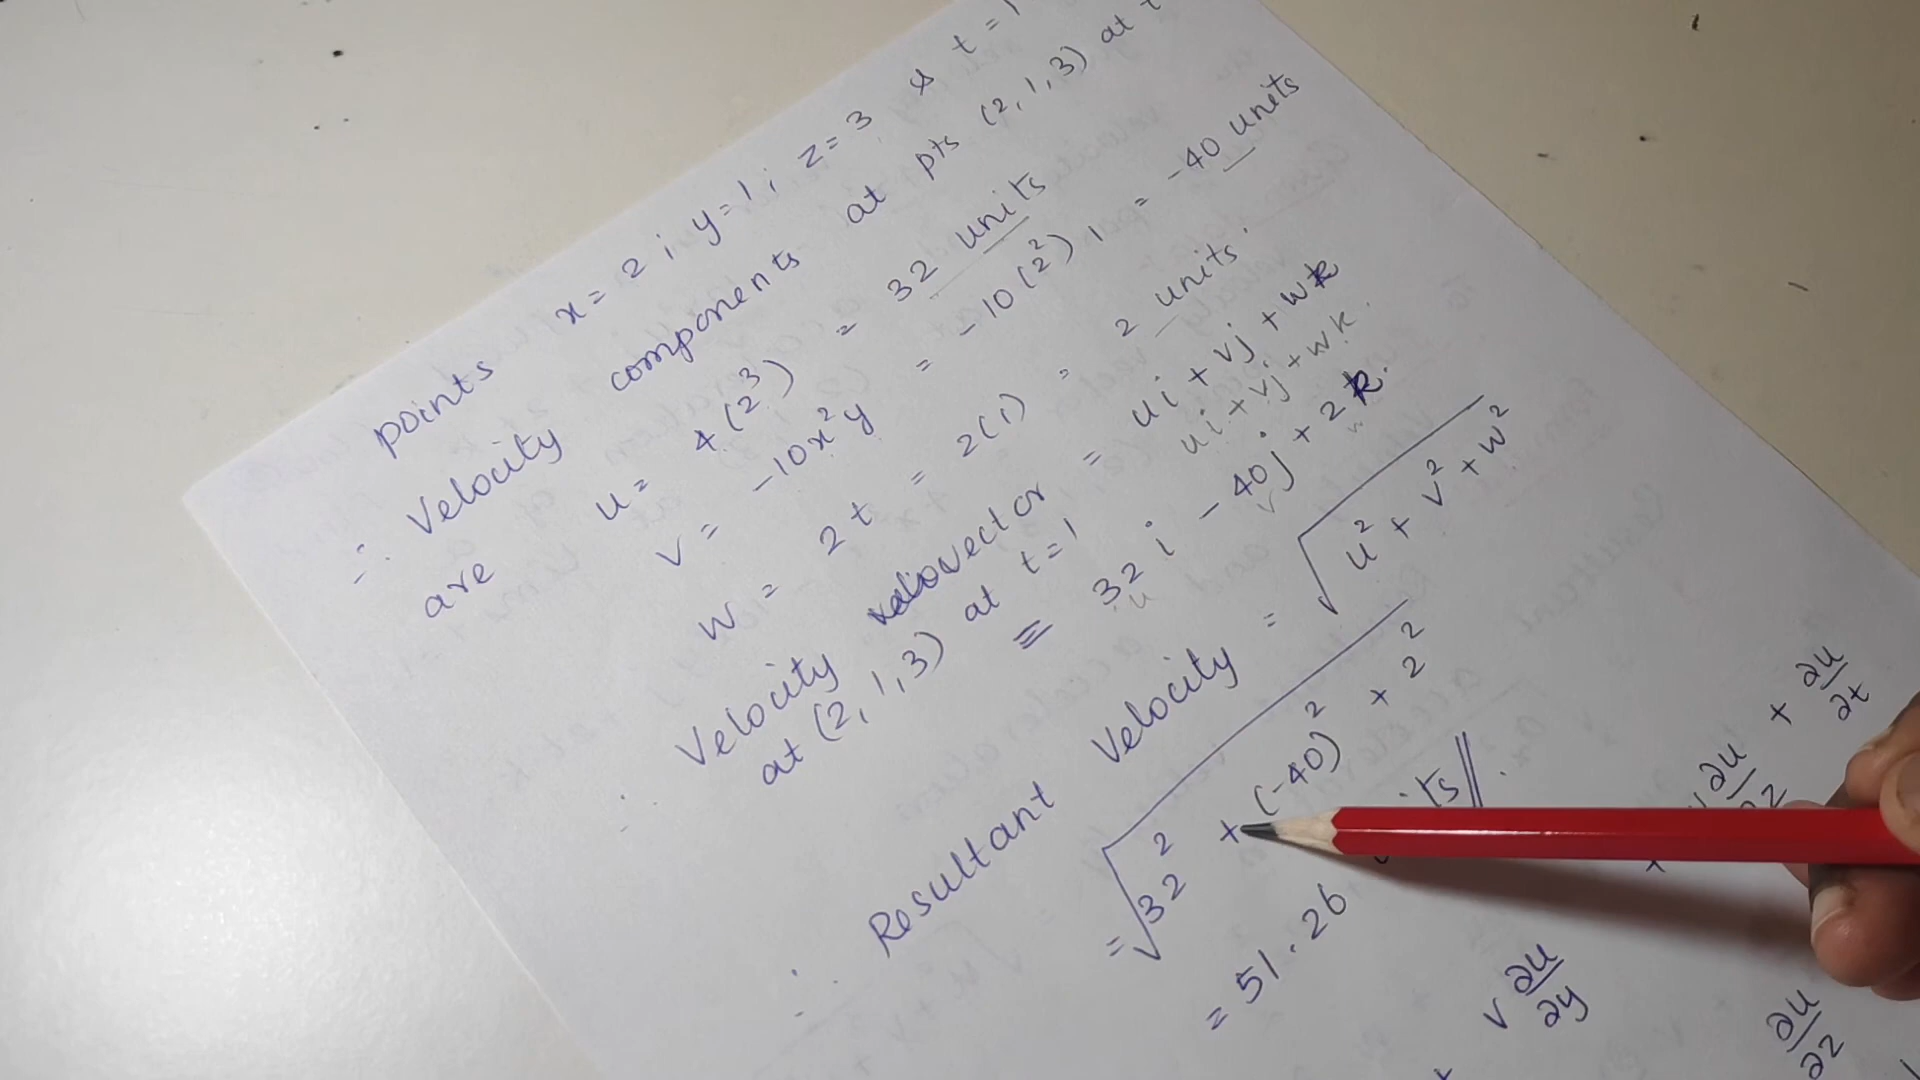 points x = 2 ; y = 1 ; z = 3 & t = 1
∴ Velocity components at pts (2, 1, 3) at t
are u = 4(2³) = 32 units
v = -10x²y = -10(2²)1 = -40 units
w = 2t = 2(1) = 2 units.
Velocity vector = ui + vj + wk
ui + vj + wk.
at (2, 1, 3) at t = 1 = 32i - 40j + 2k.
u v w
∴ Resultant Velocity = √u² + v² + w²
= √32² + (-40)² + 2²
= 51.26
v ∂u/∂y
∂u/∂z
+ ∂u/∂t